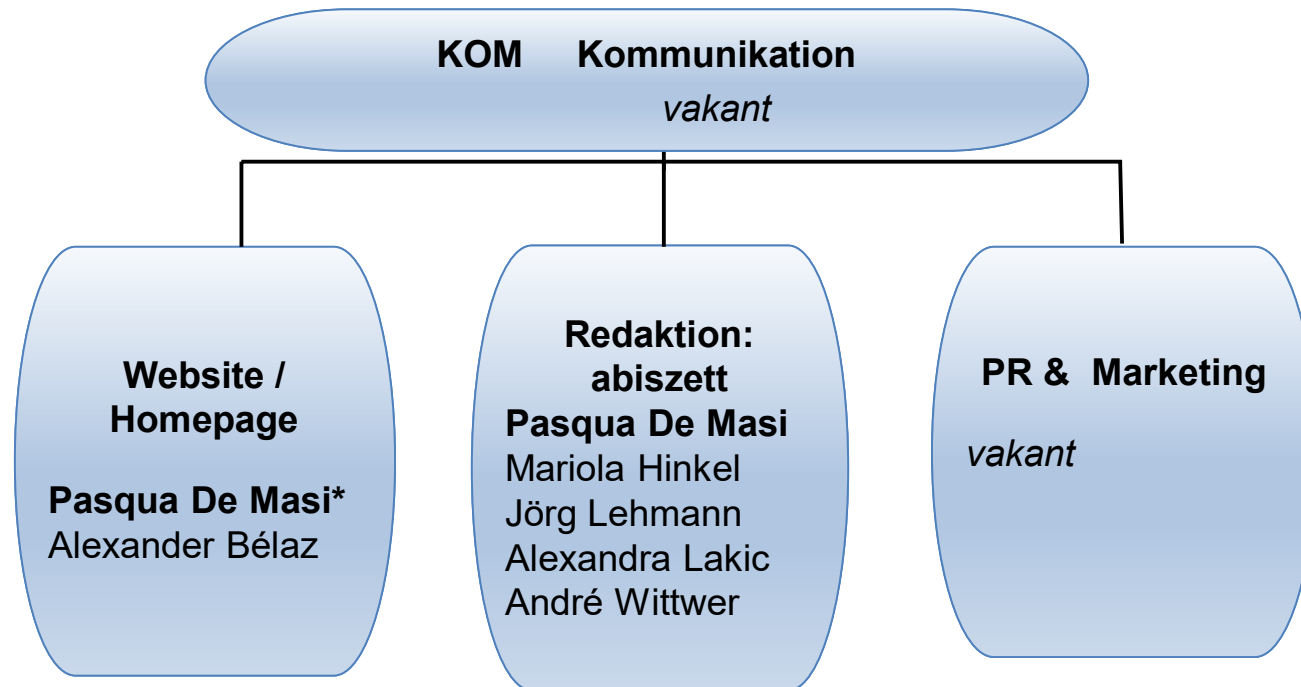 KOM Kommunikation
vakant
Website /
Homepage
Pasqua De Masi*
Alexander Bélaz
Redaktion:
abiszett
Pasqua De Masi
Mariola Hinkel
Jörg Lehmann
Alexandra Lakic
André Wittwer
PR & Marketing
vakant